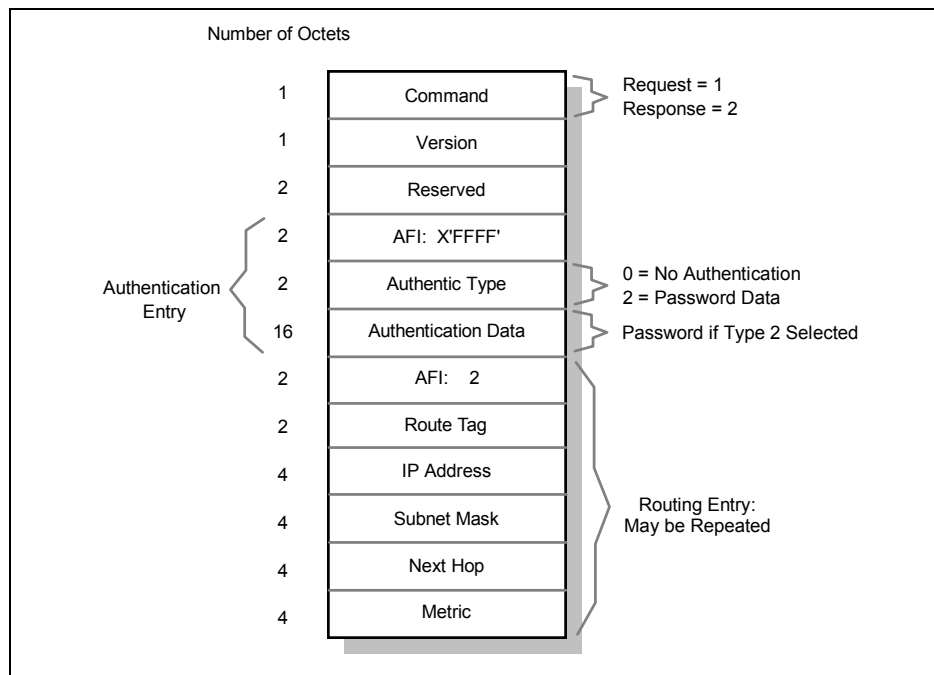 Number of Octets
1
Command
Request = 1
Response = 2
1
Version
2
Reserved
2
AFI: X'FFFF'
Authentication
Entry
2
Authentic Type
0 = No Authentication
2 = Password Data
16
Authentication Data
Password if Type 2 Selected
2
AFI: 2
2
Route Tag
4
IP Address
4
Subnet Mask
Routing Entry:
May be Repeated
4
Next Hop
4
Metric